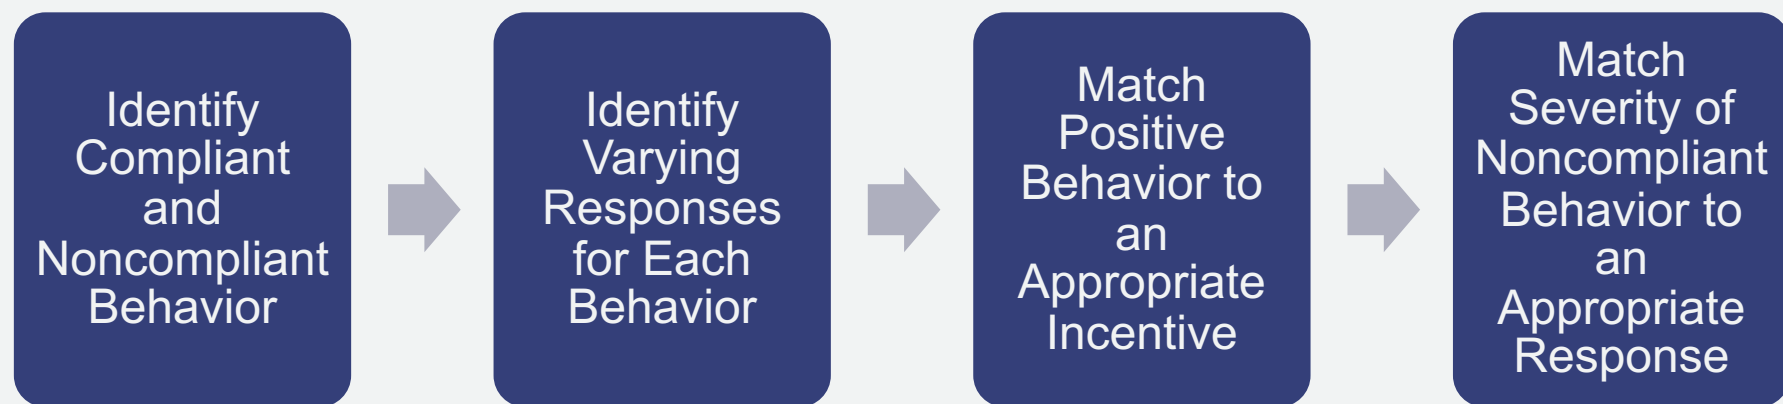 Identify
Compliant
and
Noncompliant
Behavior
Identify
Varying
Responses
for Each
Behavior
Match
Positive
Behavior to
an
Appropriate
Incentive
Match
Severity of
Noncompliant
Behavior to
an
Appropriate
Response